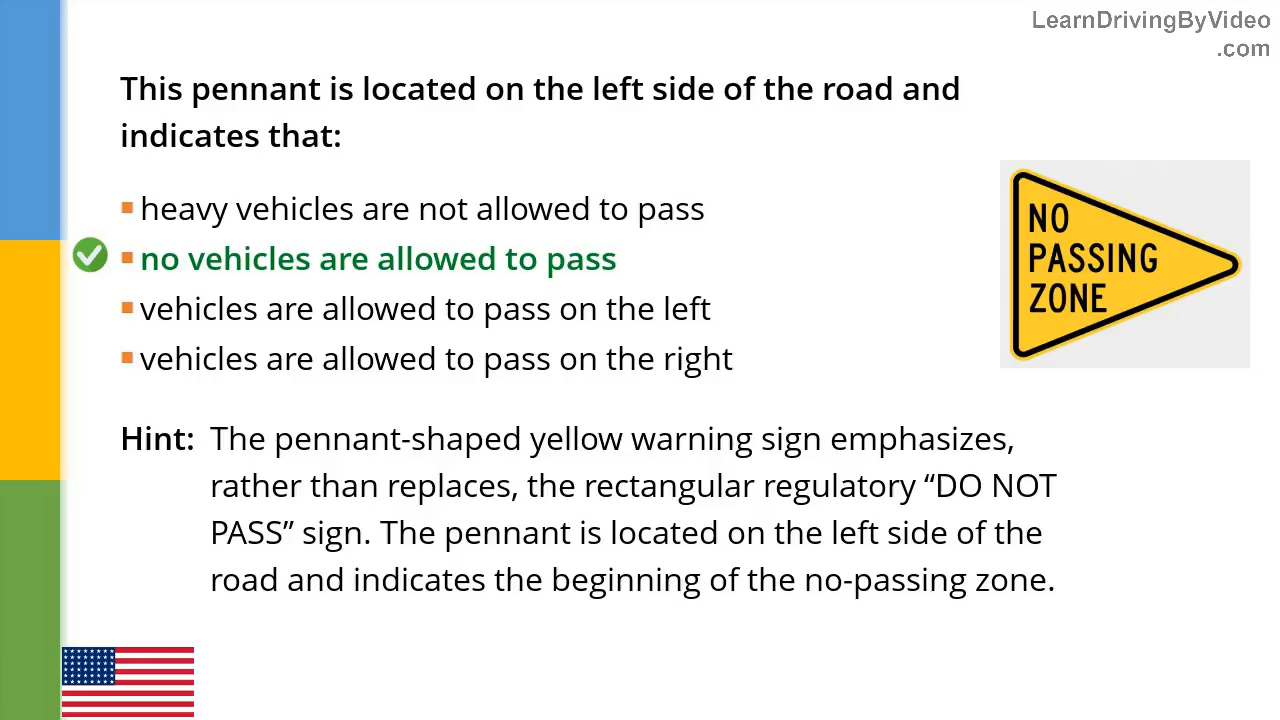 LearnDrivingByVideo
.com
This pennant is located on the left side of the road and
indicates that:
heavy vehicles are not allowed to pass
no vehicles are allowed to pass
vehicles are allowed to pass on the left
vehicles are allowed to pass on the right
NO
PASSING
ZONE
Hint: The pennant-shaped yellow warning sign emphasizes,
rather than replaces, the rectangular regulatory “DO NOT
PASS” sign. The pennant is located on the left side of the
road and indicates the beginning of the no-passing zone.